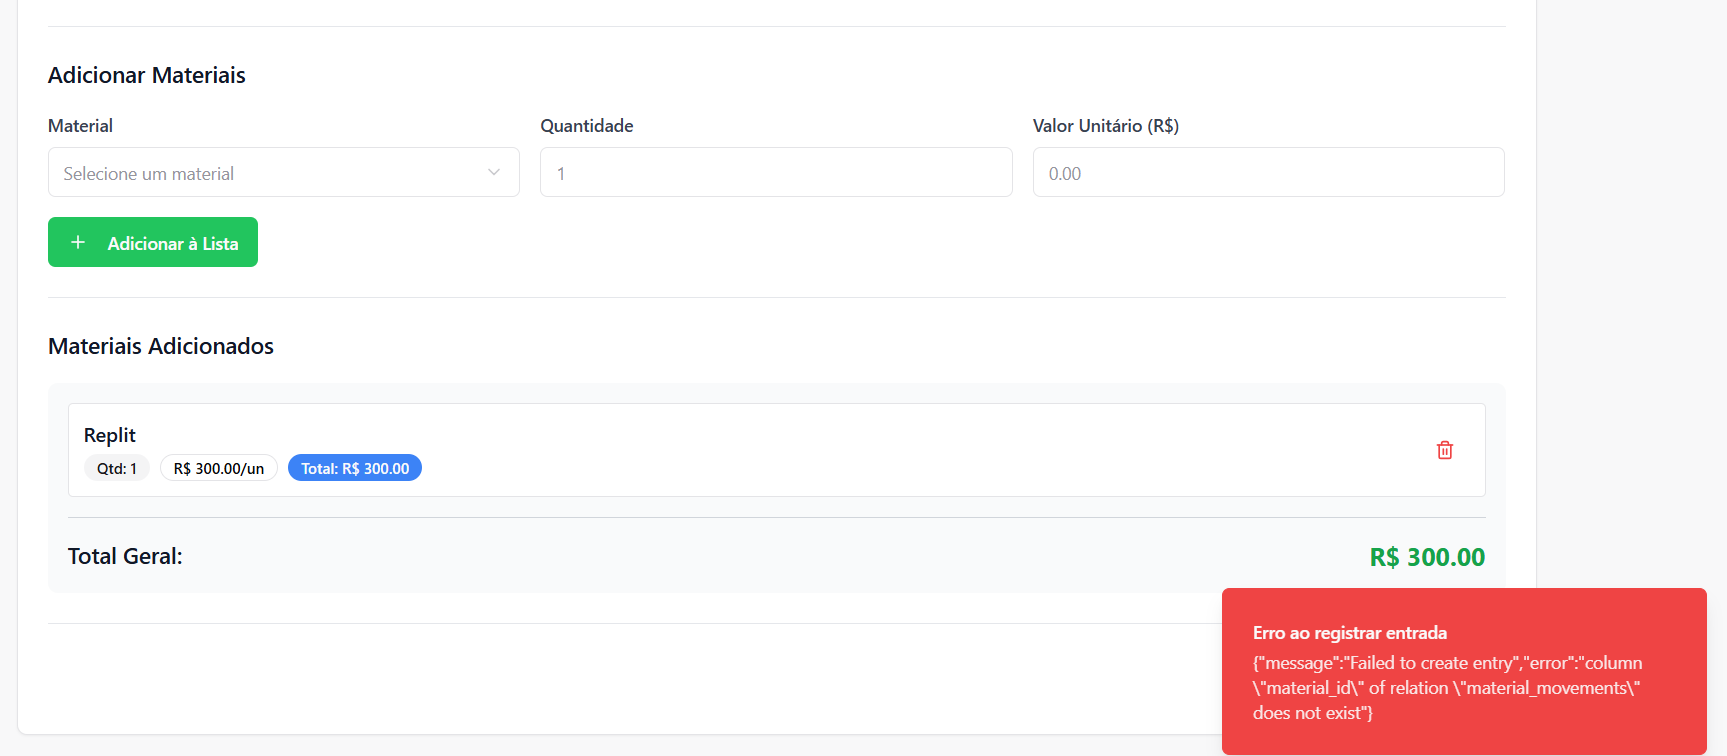 Adicionar Materiais
Material
Quantidade
Valor Unitário (R$)
Selecione um material
1
0.00
+ Adicionar à Lista
Materiais Adicionados
Replit
Qtd: 1
R$ 300.00/un
Total: R$ 300.00
Total Geral:
R$ 300.00
Erro ao registrar entrada
{"message":"Failed to create entry","error":"column
\"material_id\" of relation \"material_movements\"
does not exist"}